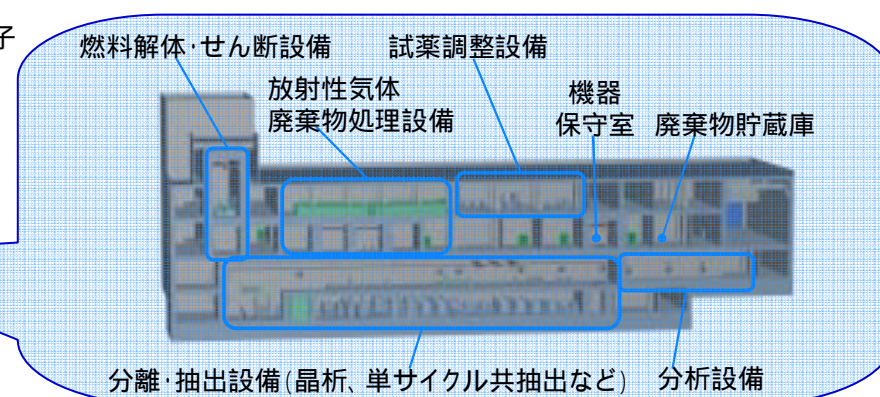 子
燃料解体・せん断設備
試薬調整設備
放射性気体
廃棄物処理設備
機器
保守室
廃棄物貯蔵庫
分離・抽出設備(晶析、単サイクル共抽出など)
分析設備